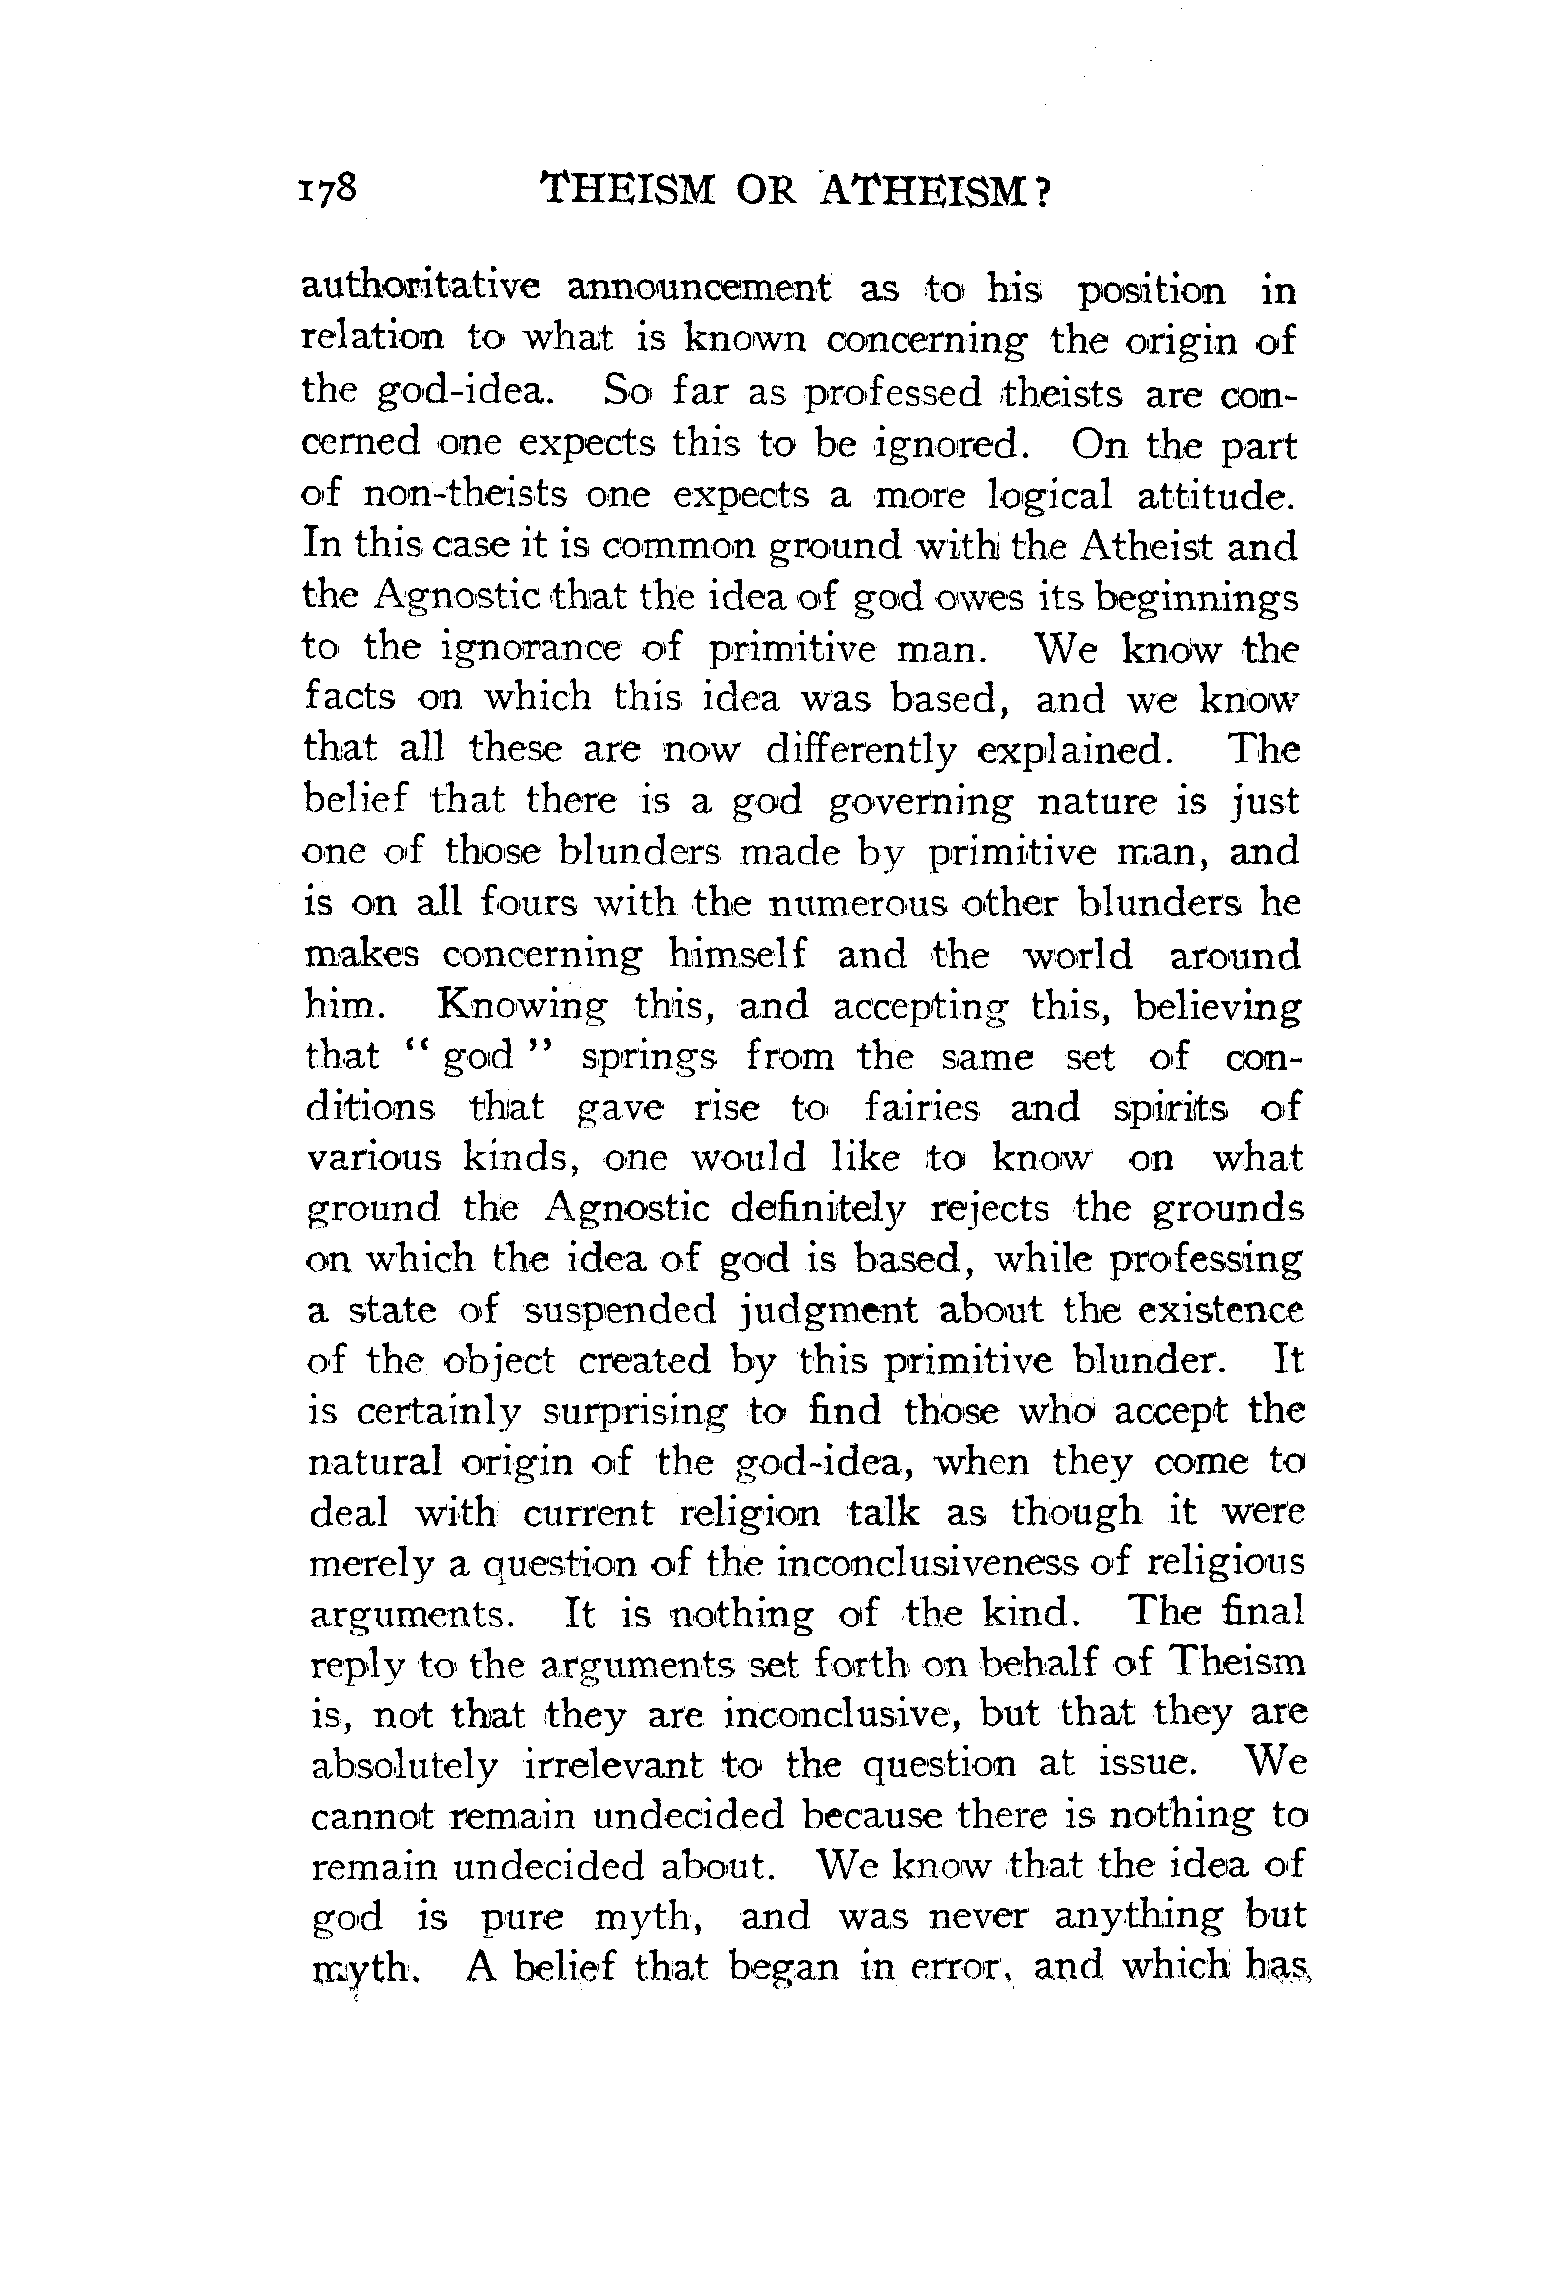 178 THEISM OR ATHEISM?
authoritative announcement as to his position in
relation to what is known concerning the origin of
the god-idea. So far as professed theists are con-
cerned one expects this to be ignored. On the part
of non-theists one expects a more logical attitude.
In this case it is common ground with the Atheist and
the Agnostic that the idea of god owes its beginnings
to the ignorance of primitive man. We know the
facts on which this idea was based, and we know
that all these are now differently explained. The
belief that there is a god governing nature is just
one of those blunders made by primitive man, and
is on all fours with the numerous other blunders he
makes concerning himself and the world around
him. Knowing this, and accepting this, believing
that “ god ” springs from the same set of con-
ditions that gave rise to fairies and spirits of
various kinds, one would like to know on what
ground the Agnostic definitely rejects the grounds
on which the idea of god is based, while professing
a state of suspended judgment about the existence
of the object created by this primitive blunder. It
is certainly surprising to find those who accept the
natural origin of the god-idea, when they come to
deal with current religion talk as though it were
merely a question of the inconclusiveness of religious
arguments. It is nothing of the kind. The final
reply to the arguments set forth on behalf of Theism
is, not that they are inconclusive, but that they are
absolutely irrelevant to the question at issue. We
cannot remain undecided because there is nothing to
remain undecided about. We know that the idea of
god is pure myth, and was never anything but
myth. A belief that began in error, and which has